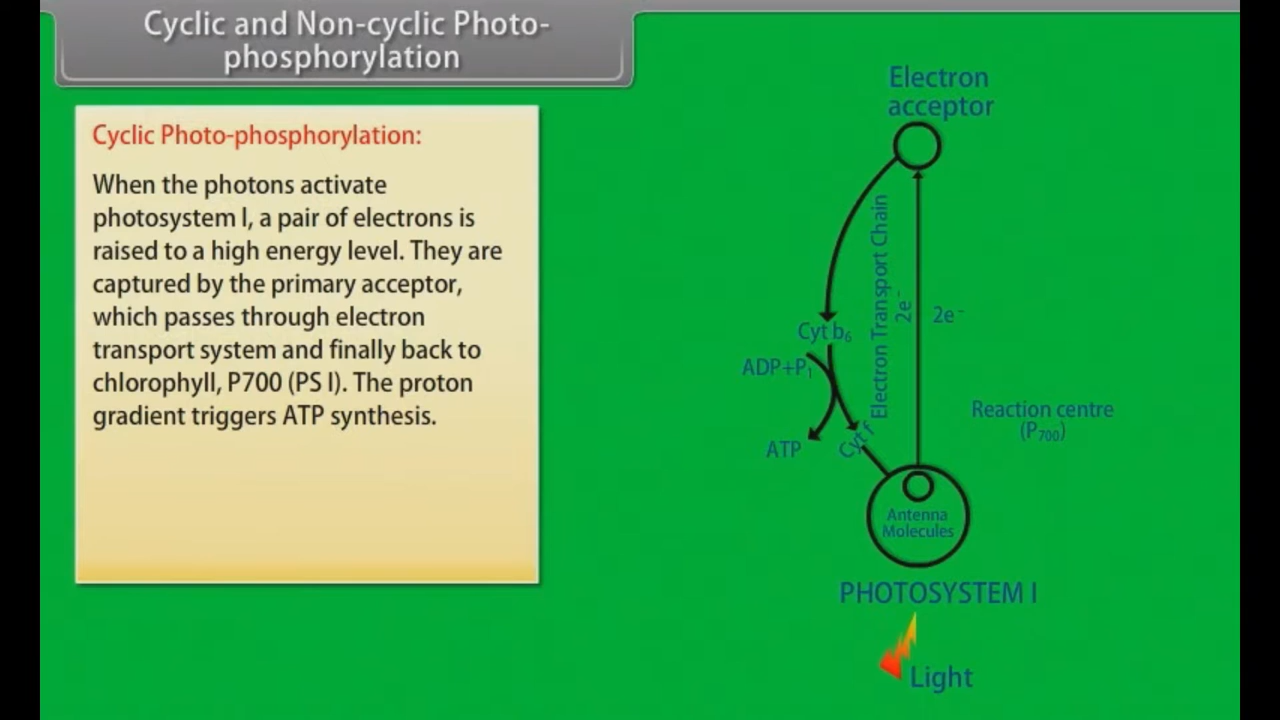 Cyclic and Non-cyclic Photo-
phosphorylation
Cyclic Photo-phosphorylation:
When the photons activate
photosystem I, a pair of electrons is
raised to a high energy level. They are
captured by the primary acceptor,
which passes through electron
transport system and finally back to
chlorophyll, P700 (PS I). The proton
gradient triggers ATP synthesis.
Electron
acceptor
Electron Transport Chain
2e⁻
2e⁻
Cyt b₆
ADP+P₁
ATP
Cyt f
Reaction centre
(P₇₀₀)
Antenna
Molecules
PHOTOSYSTEM I
Light